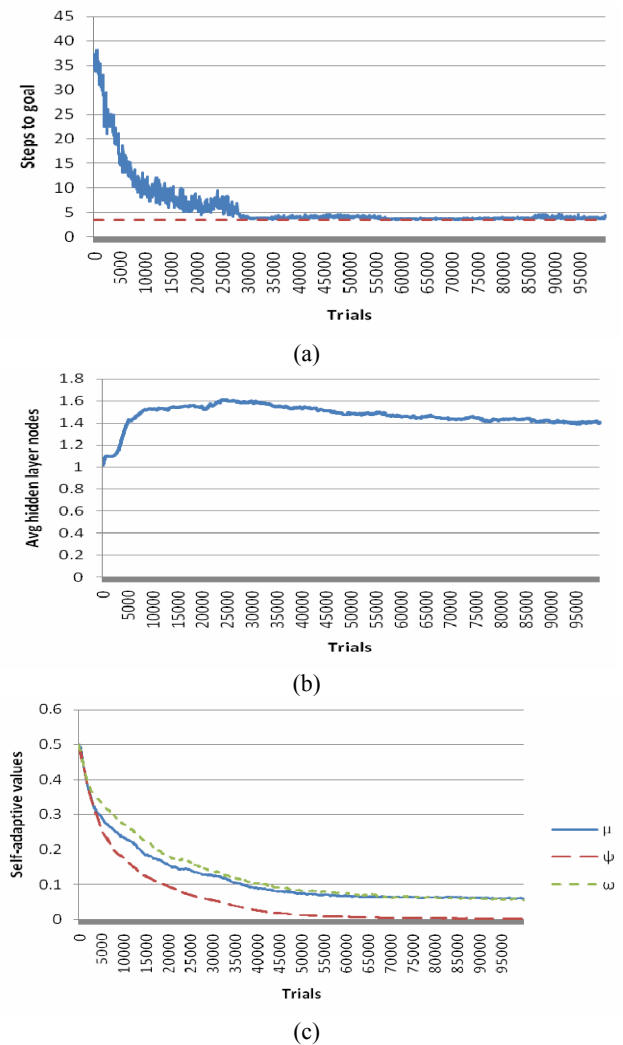 45
40
35
30
25
20
15
10
5
0
Steps to goal
0 5000 10000 15000 20000 25000 30000 35000 40000 45000 50000 55000 60000 65000 70000 75000 80000 85000 90000 95000
Trials
(a)
1.8
1.6
1.4
1.2
1
0.8
0.6
0.4
0.2
0
Avg hidden layer nodes
0 5000 10000 15000 20000 25000 30000 35000 40000 45000 50000 55000 60000 65000 70000 75000 80000 85000 90000 95000
Trials
(b)
0.6
0.5
0.4
0.3
0.2
0.1
0
Self-adaptive values
μ
ψ
ω
0 5000 10000 15000 20000 25000 30000 35000 40000 45000 50000 55000 60000 65000 70000 75000 80000 85000 90000 95000
Trials
(c)